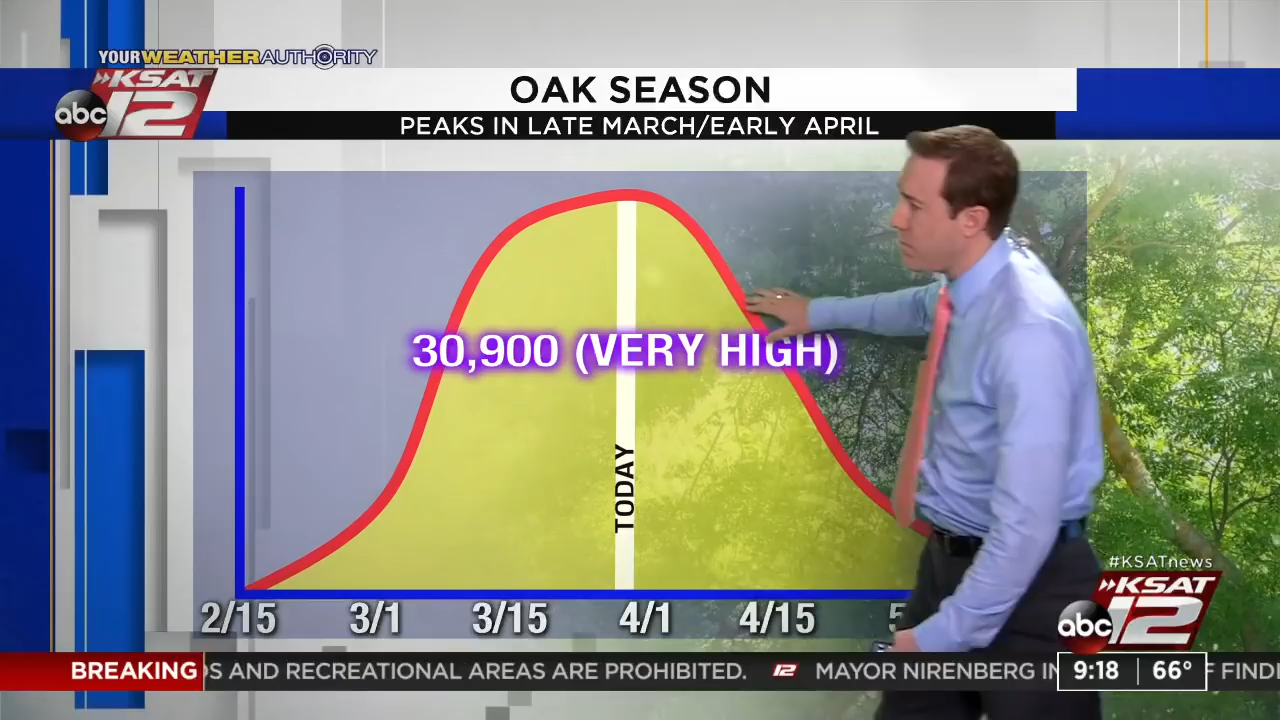 YOUR WEATHER AUTHORITY
KSAT
abc 12
OAK SEASON
PEAKS IN LATE MARCH/EARLY APRIL
30,900 (VERY HIGH)
TODAY
2/15 3/1 3/15 4/1 4/15
#KSATnews
KSAT
abc 12
BREAKING AND RECREATIONAL AREAS ARE PROHIBITED. 12 MAYOR NIRENBERG 9:18 66°